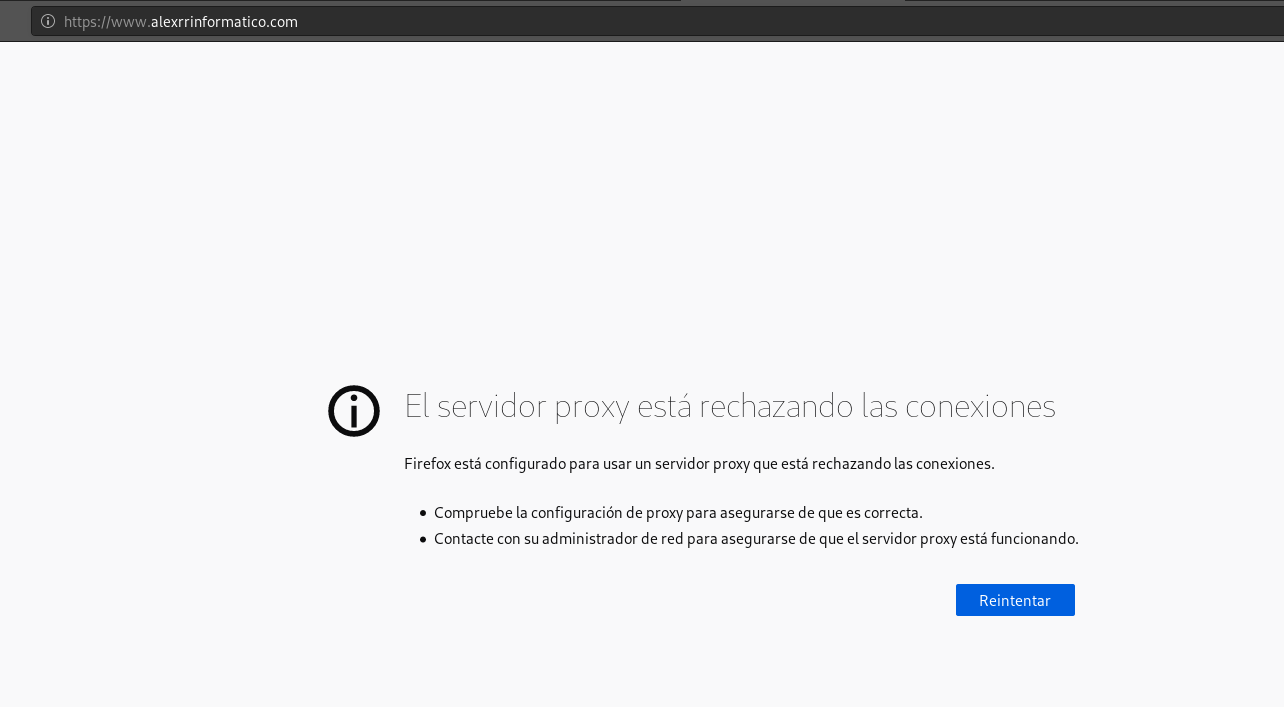 https://www.alexrrinformatico.com
El servidor proxy está rechazando las conexiones
Firefox está configurado para usar un servidor proxy que está rechazando las conexiones.
• Compruebe la configuración de proxy para asegurarse de que es correcta.
• Contacte con su administrador de red para asegurarse de que el servidor proxy está funcionando.
Reintentar